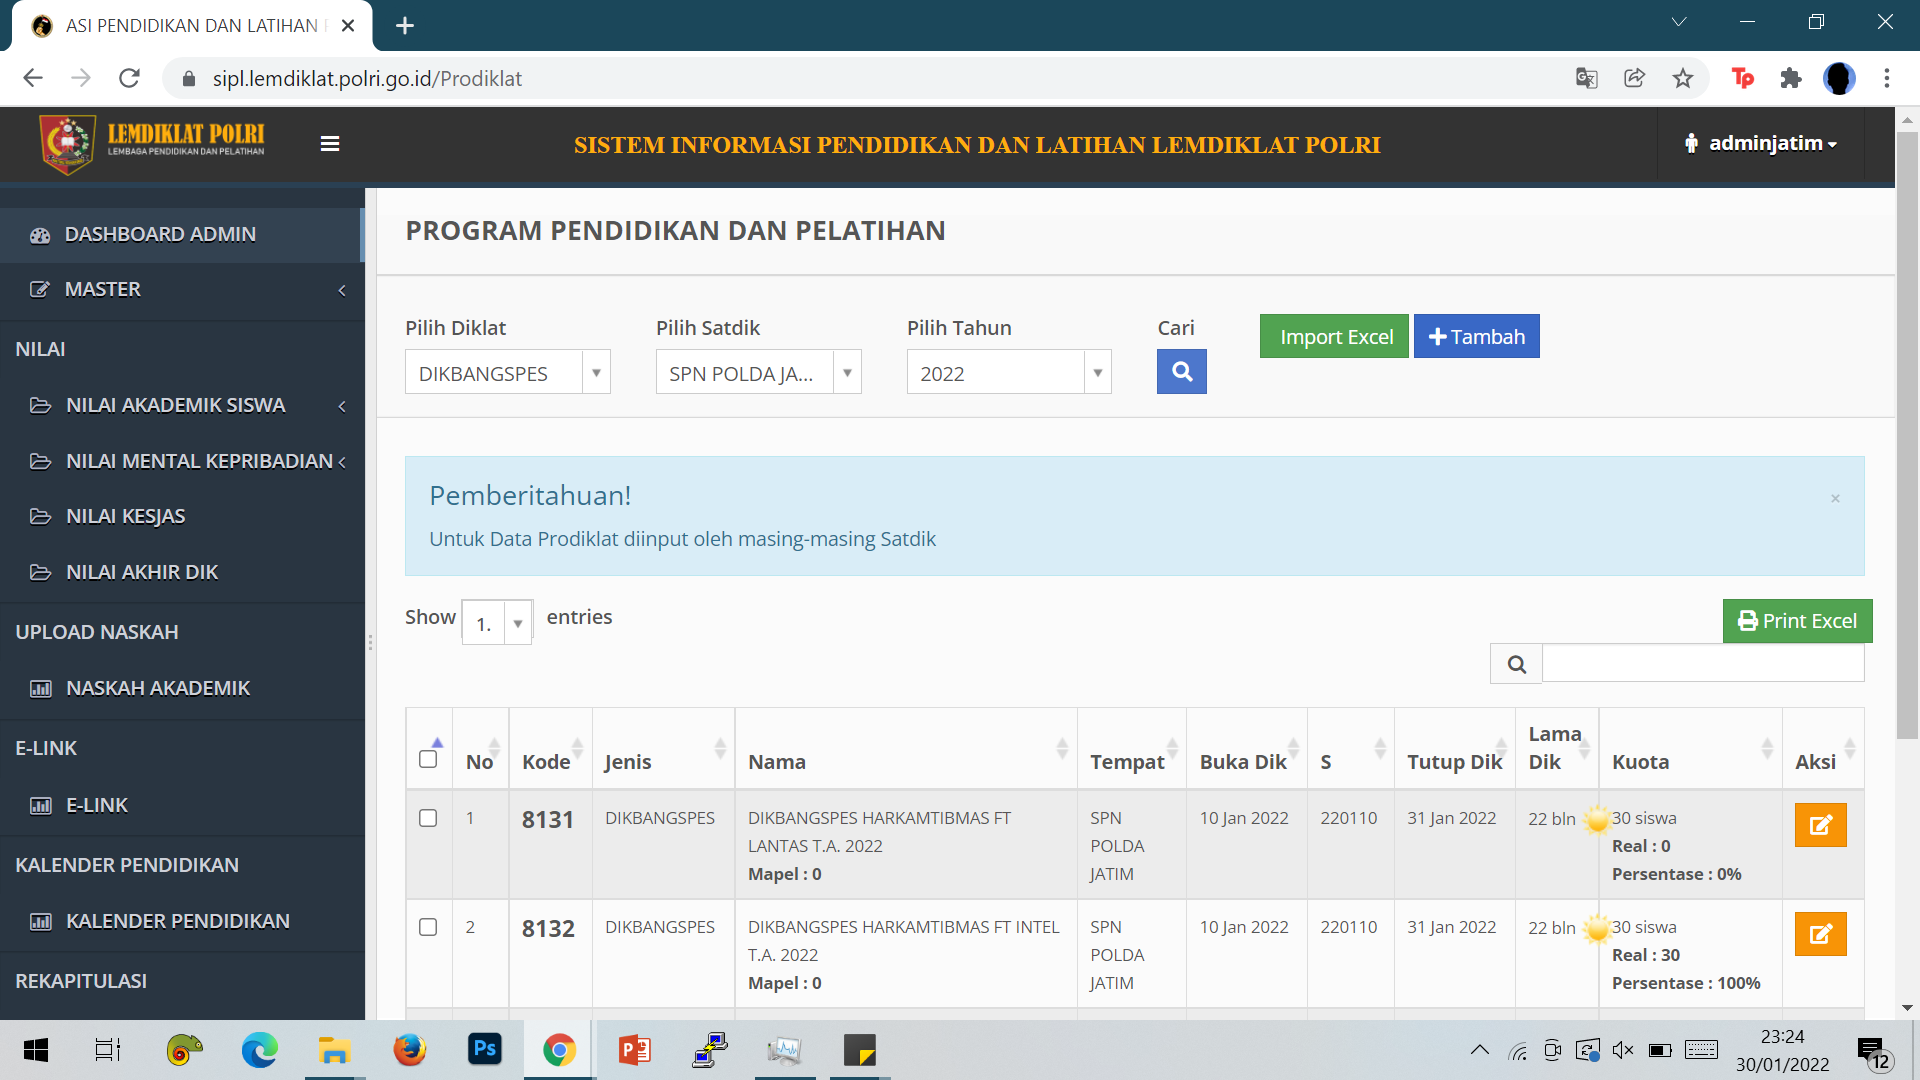 ASI PENDIDIKAN DAN LATIHAN
sipl.lemdiklat.polri.go.id/Prodiklat
LEMDIKLAT POLRI
LEMBAGA PENDIDIKAN DAN PELATIHAN
SISTEM INFORMASI PENDIDIKAN DAN LATIHAN LEMDIKLAT POLRI
adminjatim
DASHBOARD ADMIN
MASTER
NILAI
NILAI AKADEMIK SISWA
NILAI MENTAL KEPRIBADIAN
NILAI KESJAS
NILAI AKHIR DIK
UPLOAD NASKAH
NASKAH AKADEMIK
E-LINK
E-LINK
KALENDER PENDIDIKAN
KALENDER PENDIDIKAN
REKAPITULASI
PROGRAM PENDIDIKAN DAN PELATIHAN
Pilih Diklat Pilih Satdik Pilih Tahun Cari
DIKBANGSPES SPN POLDA JA... 2022
Import Excel Tambah
Pemberitahuan!
×
Untuk Data Prodiklat diinput oleh masing-masing Satdik
Show 1. entries
Print Excel
No Kode Jenis Nama Tempat Buka Dik S Tutup Dik Lama Dik Kuota Aksi
1 8131 DIKBANGSPES DIKBANGSPES HARKAMTIBMAS FT SPN 10 Jan 2022 220110 31 Jan 2022 22 bln 30 siswa
LANTAS T.A. 2022 POLDA Real : 0
Mapel : 0 JATIM Persentase : 0%
2 8132 DIKBANGSPES DIKBANGSPES HARKAMTIBMAS FT INTEL SPN 10 Jan 2022 220110 31 Jan 2022 22 bln 30 siswa
T.A. 2022 POLDA Real : 30
Mapel : 0 JATIM Persentase : 100%
Tp
Ps
P
23:24
30/01/2022
12